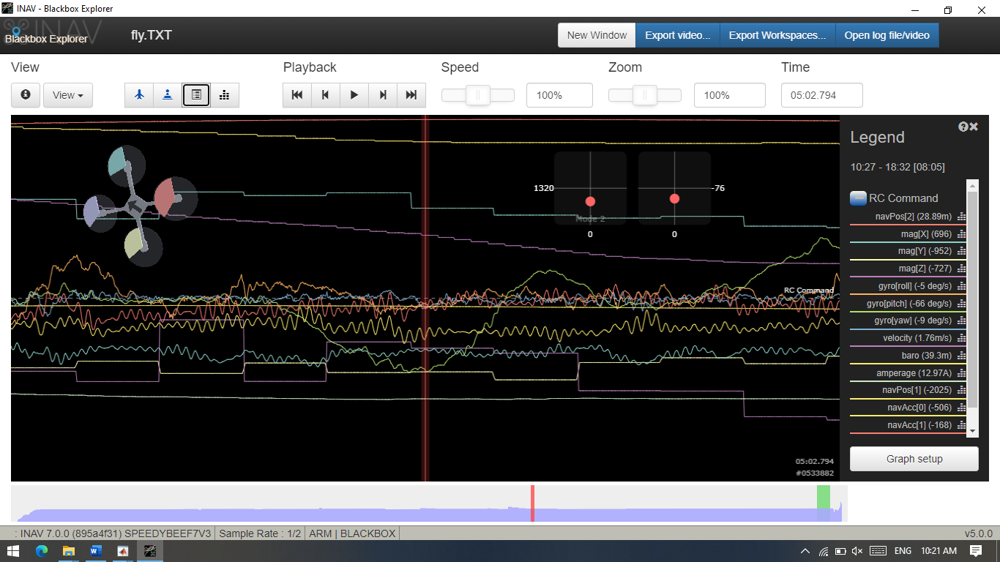 INAV - Blackbox Explorer
INAV
Blackbox Explorer
fly.TXT
New Window
Export video...
Export Workspaces...
Open log file/video
View
Playback
Speed
Zoom
Time
View
100%
100%
05:02.794
1320
Mode 2
0
-76
0
RC Command
05:02.794
#0533882
Legend
10:27 - 18:32 [08:05]
RC Command
navPos[2] (28.89m)
mag[X] (696)
mag[Y] (-952)
mag[Z] (-727)
gyro[roll] (-5 deg/s)
gyro[pitch] (-66 deg/s)
gyro[yaw] (-9 deg/s)
velocity (1.76m/s)
baro (39.3m)
amperage (12.97A)
navPos[1] (-2025)
navAcc[0] (-506)
navAcc[1] (-168)
Graph setup
: INAV 7.0.0 (895a4f31) SPEEDYBEEF7V3
Sample Rate : 1/2
ARM | BLACKBOX
v5.0.0
ENG
10:21 AM